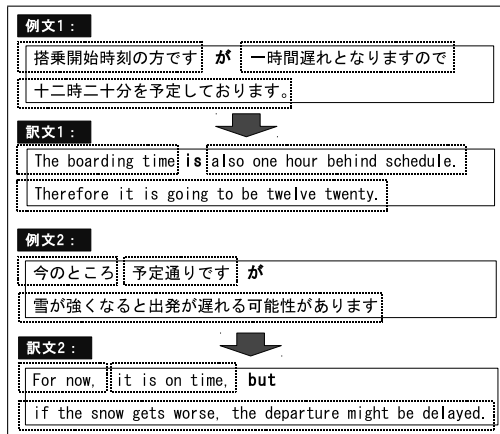 例文1:
搭乗開始時刻の方です が 一時間遅れとなりますので
十二時二十分を予定しております。
訳文1:
The boarding time is also one hour behind schedule.
Therefore it is going to be twelve twenty.
例文2:
今のところ 予定通りです が
雪が強くなると出発が遅れる可能性があります
訳文2:
For now, it is on time, but
if the snow gets worse, the departure might be delayed.